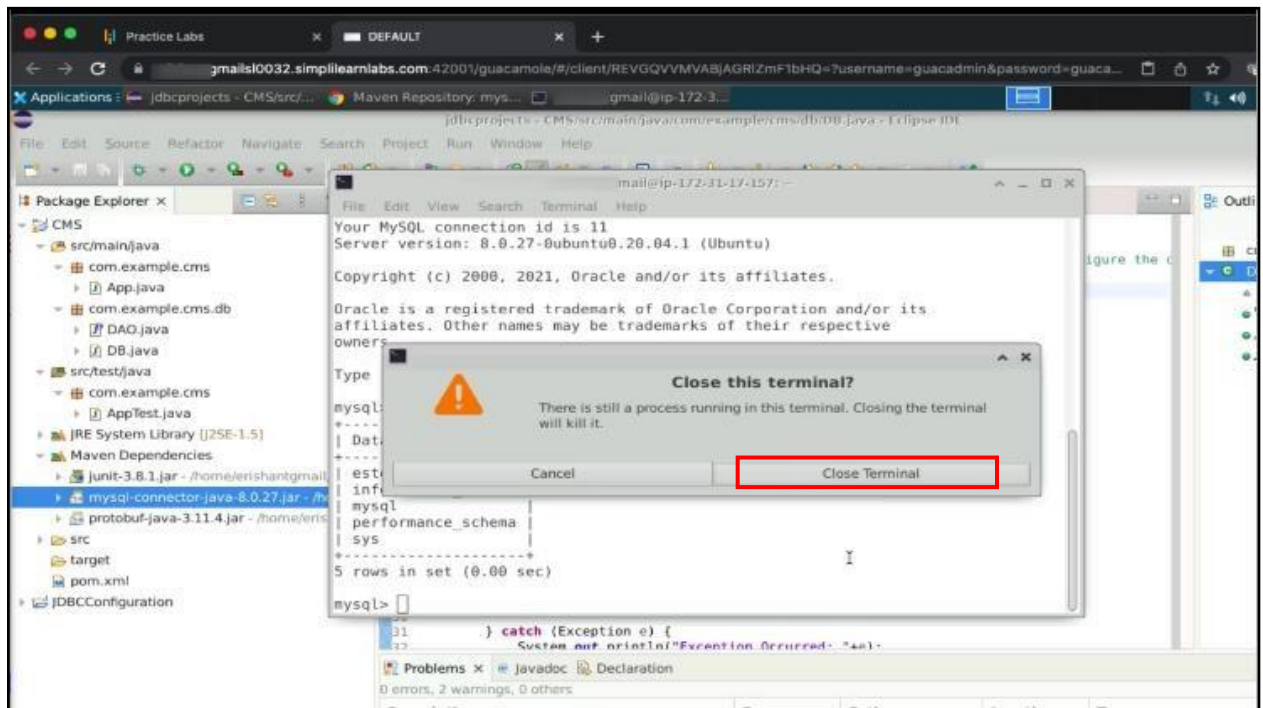 Practice Labs × DEFAULT × +
gmailsl0032.simplilearnlabs.com:42001/guacamole/#/client/REVGQVVMVABjAGRlZmF1bHQ=?username=guacadmin&password=guaca...
Applications jdbcprojects - CMS/src/... Maven Repository: mys... gmail@ip-172-3...
jdbcprojects - CMS/src/main/java/com/example/cms/db/DB.java - Eclipse IDE
File Edit Source Refactor Navigate Search Project Run Window Help
Package Explorer ×
CMS
src/main/java
com.example.cms
App.java
com.example.cms.db
DAO.java
DB.java
src/test/java
com.example.cms
AppTest.java
JRE System Library [J2SE-1.5]
Maven Dependencies
junit-3.8.1.jar - /home/erishantgmail
mysql-connector-java-8.0.27.jar - /h
protobuf-java-3.11.4.jar - /home/eris
src
target
pom.xml
JDBCConfiguration
mail@ip-172-31-17-157: ~
File Edit View Search Terminal Help
Your MySQL connection id is 11
Server version: 8.0.27-0ubuntu0.20.04.1 (Ubuntu)
Copyright (c) 2000, 2021, Oracle and/or its affiliates.
Oracle is a registered trademark of Oracle Corporation and/or its
affiliates. Other names may be trademarks of their respective
owners
Type
mysql>
| Dat
| est
| inf
| mysql |
| performance_schema |
| sys |
+--------------------+
5 rows in set (0.00 sec)
mysql>
Close this terminal?
There is still a process running in this terminal. Closing the terminal
will kill it.
Cancel Close Terminal
igure the c
Outli
31 } catch (Exception e) {
32 System.out.println("Exception Occurred: "+e);
Problems × Javadoc Declaration
0 errors, 2 warnings, 0 others